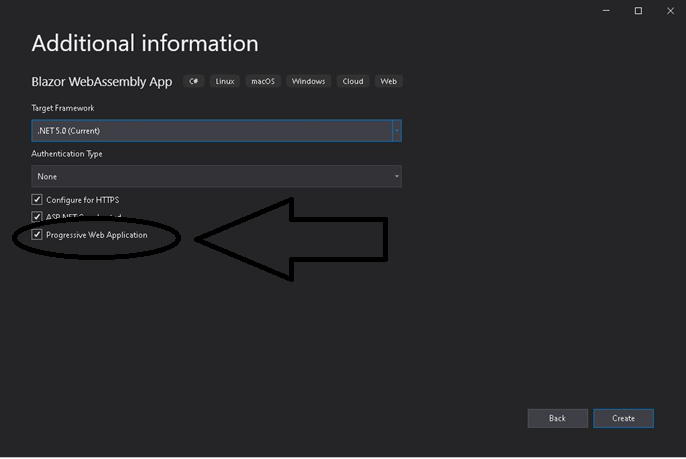 Additional information
Blazor WebAssembly App C# Linux macOS Windows Cloud Web
Target Framework
.NET 5.0 (Current)
Authentication Type
None
Configure for HTTPS
ASP.NET
Progressive Web Application
Back Create